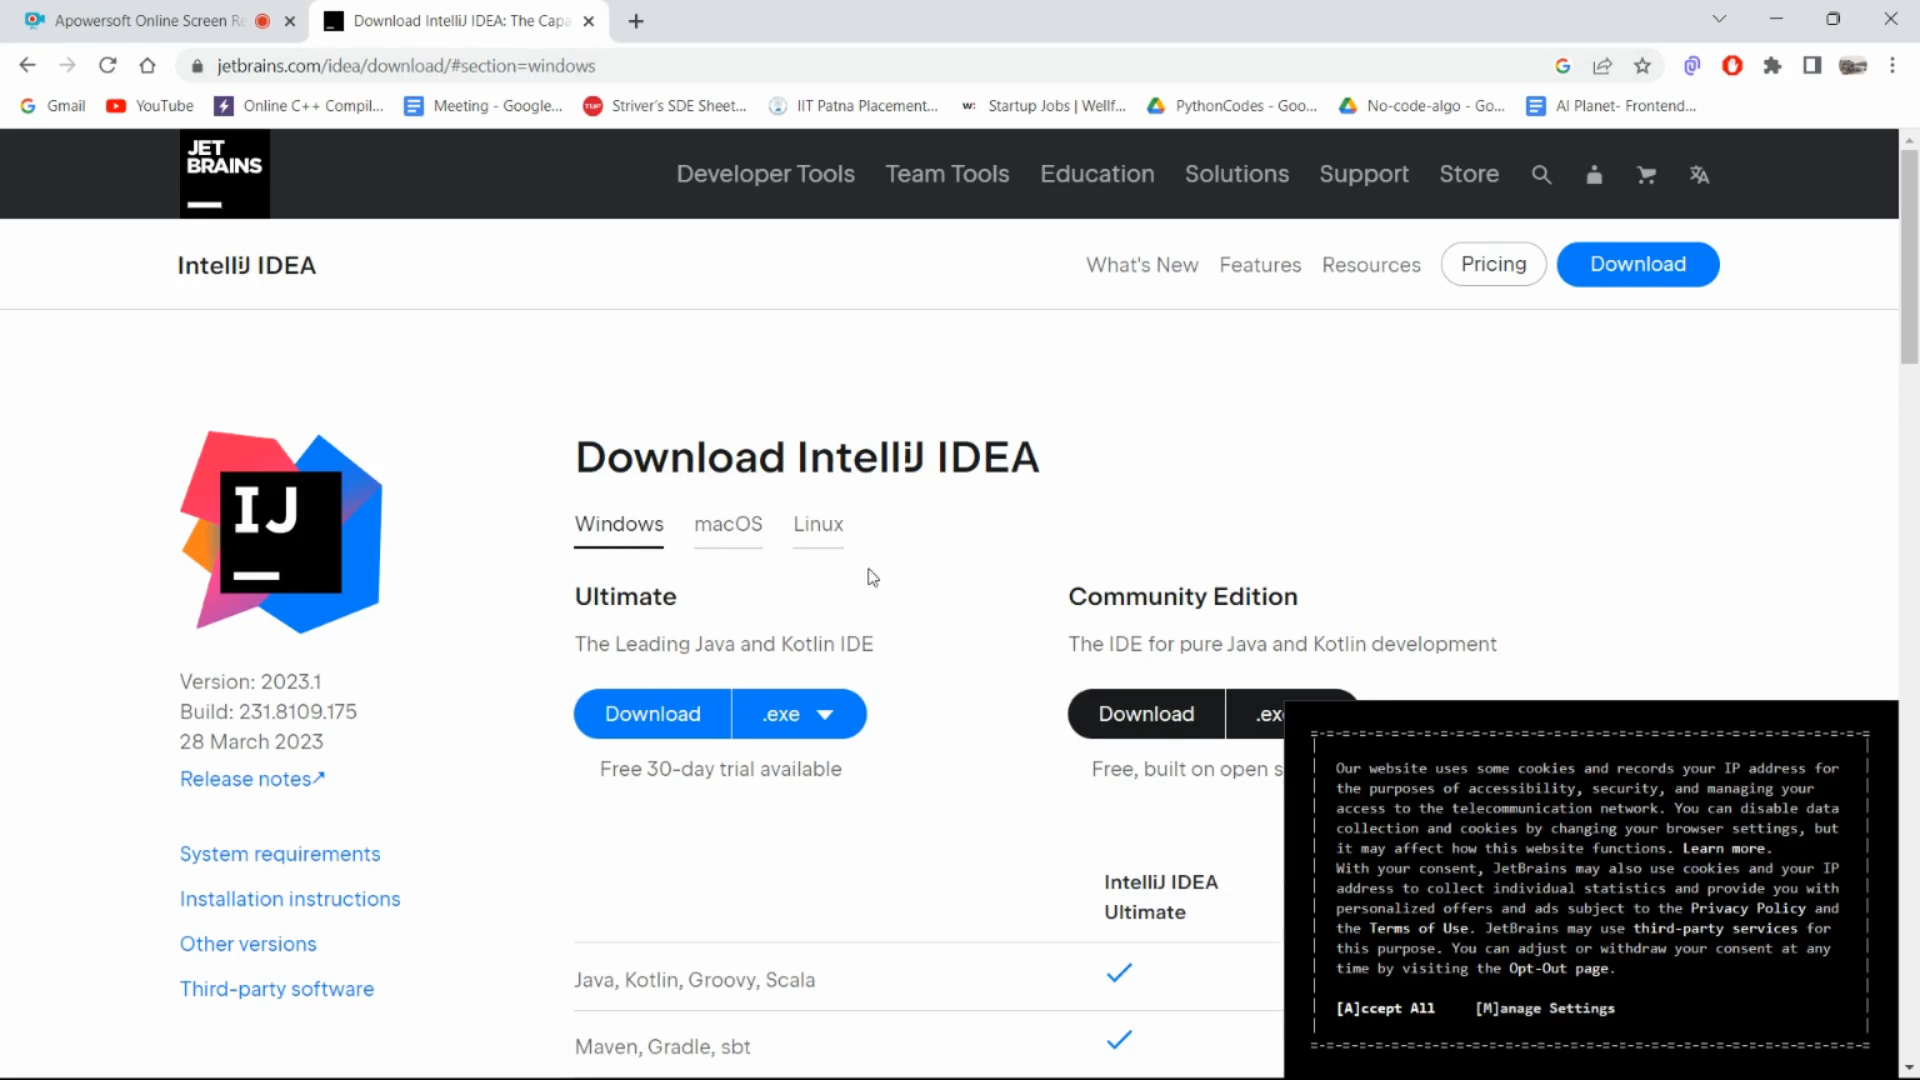 Apowersoft Online Screen Re
Download IntelliJ IDEA: The Capa
jetbrains.com/idea/download/#section=windows
Gmail YouTube Online C++ Compil... Meeting - Google... Striver's SDE Sheet... IIT Patna Placement... Startup Jobs | Wellf... PythonCodes - Goo... No-code-algo - Go... AI Planet- Frontend...
JET
BRAINS
Developer Tools Team Tools Education Solutions Support Store
IntelliJ IDEA
What's New Features Resources Pricing Download
IJ
Download IntelliJ IDEA
Windows macOS Linux
Ultimate
The Leading Java and Kotlin IDE
Download .exe
Free 30-day trial available
Community Edition
The IDE for pure Java and Kotlin development
Download .ex
Free, built on open s
Version: 2023.1
Build: 231.8109.175
28 March 2023
Release notes↗
System requirements
Installation instructions
Other versions
Third-party software
IntelliJ IDEA
Ultimate
Java, Kotlin, Groovy, Scala
Maven, Gradle, sbt
Our website uses some cookies and records your IP address for
the purposes of accessibility, security, and managing your
access to the telecommunication network. You can disable data
collection and cookies by changing your browser settings, but
it may affect how this website functions. Learn more.
With your consent, JetBrains may also use cookies and your IP
address to collect individual statistics and provide you with
personalized offers and ads subject to the Privacy Policy and
the Terms of Use. JetBrains may use third-party services for
this purpose. You can adjust or withdraw your consent at any
time by visiting the Opt-Out page.
[A]ccept All [M]anage Settings